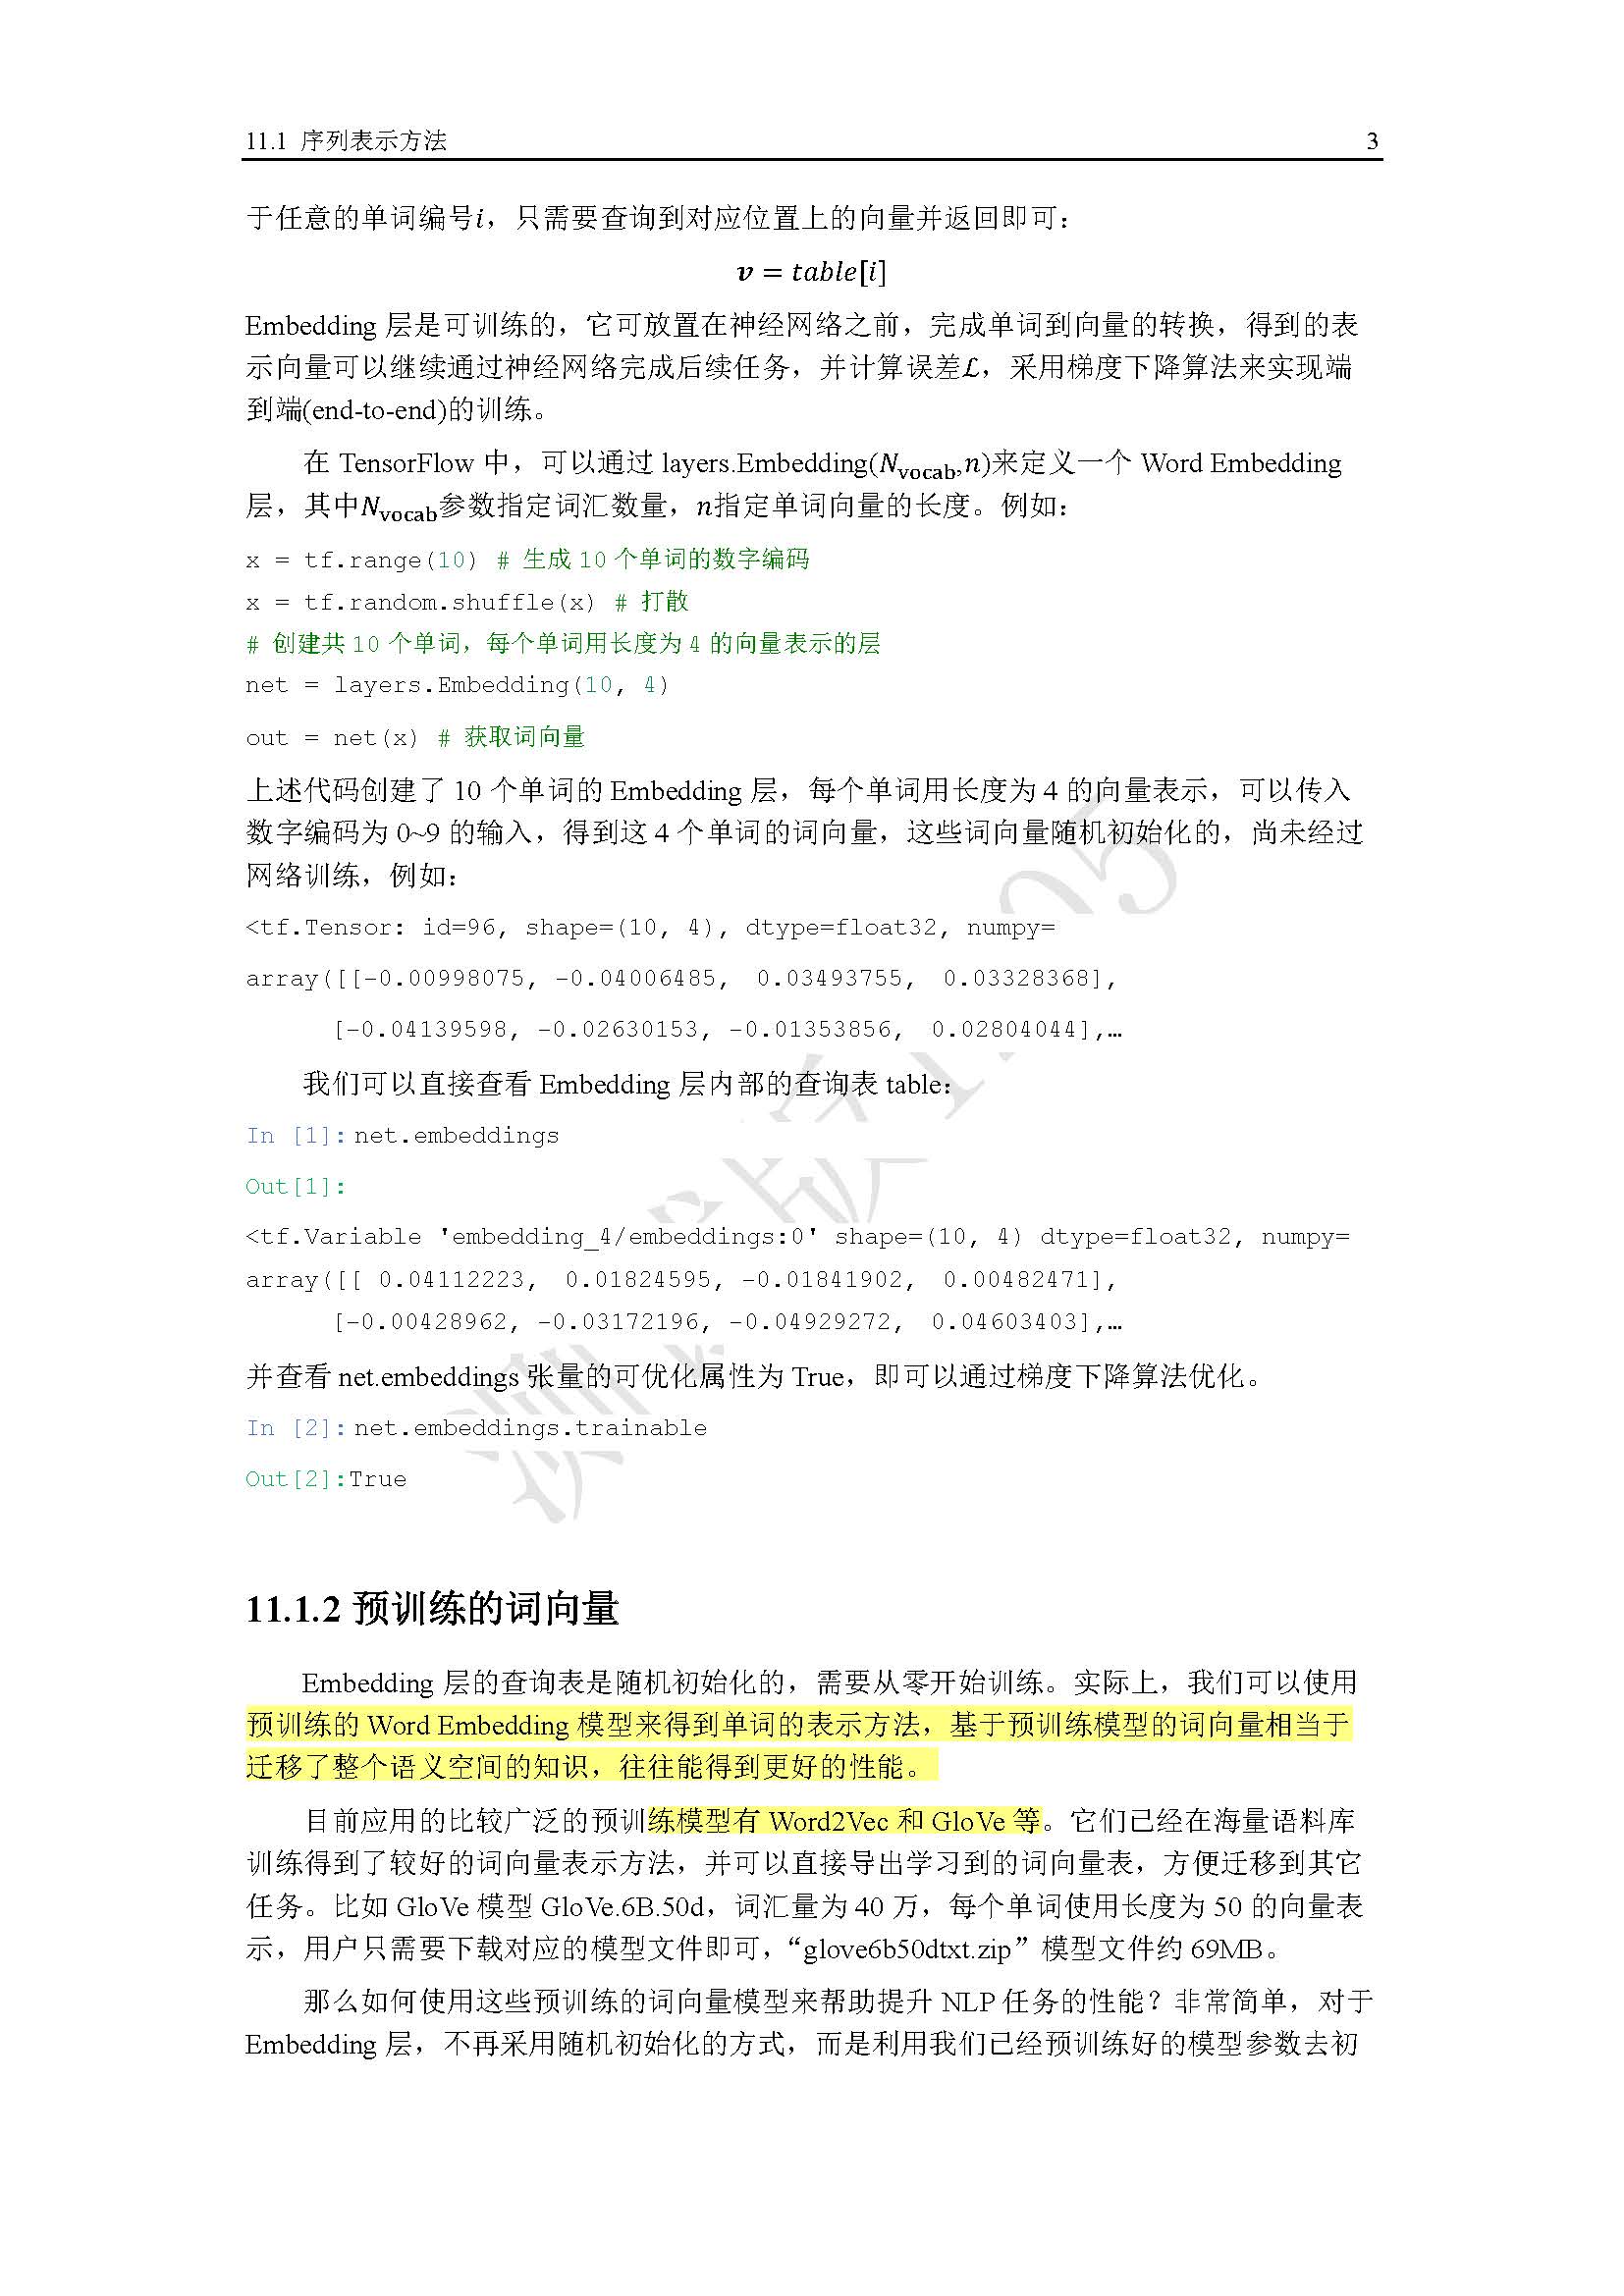 11.1 序列表示方法 3
于任意的单词编号i，只需要查询到对应位置上的向量并返回即可：
v = table[i]
Embedding 层是可训练的，它可放置在神经网络之前，完成单词到向量的转换，得到的表
示向量可以继续通过神经网络完成后续任务，并计算误差ℒ，采用梯度下降算法来实现端
到端(end-to-end)的训练。
在 TensorFlow 中，可以通过 layers.Embedding(N_vocab,n)来定义一个 Word Embedding
层，其中N_vocab参数指定词汇数量，n指定单词向量的长度。例如：
x = tf.range(10) # 生成 10 个单词的数字编码
x = tf.random.shuffle(x) # 打散
# 创建共 10 个单词，每个单词用长度为 4 的向量表示的层
net = layers.Embedding(10, 4)
out = net(x) # 获取词向量
上述代码创建了 10 个单词的 Embedding 层，每个单词用长度为 4 的向量表示，可以传入
数字编码为 0~9 的输入，得到这 4 个单词的词向量，这些词向量随机初始化的，尚未经过
网络训练，例如：
<tf.Tensor: id=96, shape=(10, 4), dtype=float32, numpy=
array([[-0.00998075, -0.04006485, 0.03493755, 0.03328368],
[-0.04139598, -0.02630153, -0.01353856, 0.02804044],…
我们可以直接查看 Embedding 层内部的查询表 table：
In [1]: net.embeddings
Out[1]:
<tf.Variable 'embedding_4/embeddings:0' shape=(10, 4) dtype=float32, numpy=
array([[ 0.04112223, 0.01824595, -0.01841902, 0.00482471],
[-0.00428962, -0.03172196, -0.04929272, 0.04603403],…
并查看 net.embeddings 张量的可优化属性为 True，即可以通过梯度下降算法优化。
In [2]: net.embeddings.trainable
Out[2]:True
11.1.2 预训练的词向量
Embedding 层的查询表是随机初始化的，需要从零开始训练。实际上，我们可以使用
预训练的 Word Embedding 模型来得到单词的表示方法，基于预训练模型的词向量相当于
迁移了整个语义空间的知识，往往能得到更好的性能。
目前应用的比较广泛的预训练模型有 Word2Vec 和 GloVe 等。它们已经在海量语料库
训练得到了较好的词向量表示方法，并可以直接导出学习到的词向量表，方便迁移到其它
任务。比如 GloVe 模型 GloVe.6B.50d，词汇量为 40 万，每个单词使用长度为 50 的向量表
示，用户只需要下载对应的模型文件即可，“glove6b50dtxt.zip”模型文件约 69MB。
那么如何使用这些预训练的词向量模型来帮助提升 NLP 任务的性能？非常简单，对于
Embedding 层，不再采用随机初始化的方式，而是利用我们已经预训练好的模型参数去初